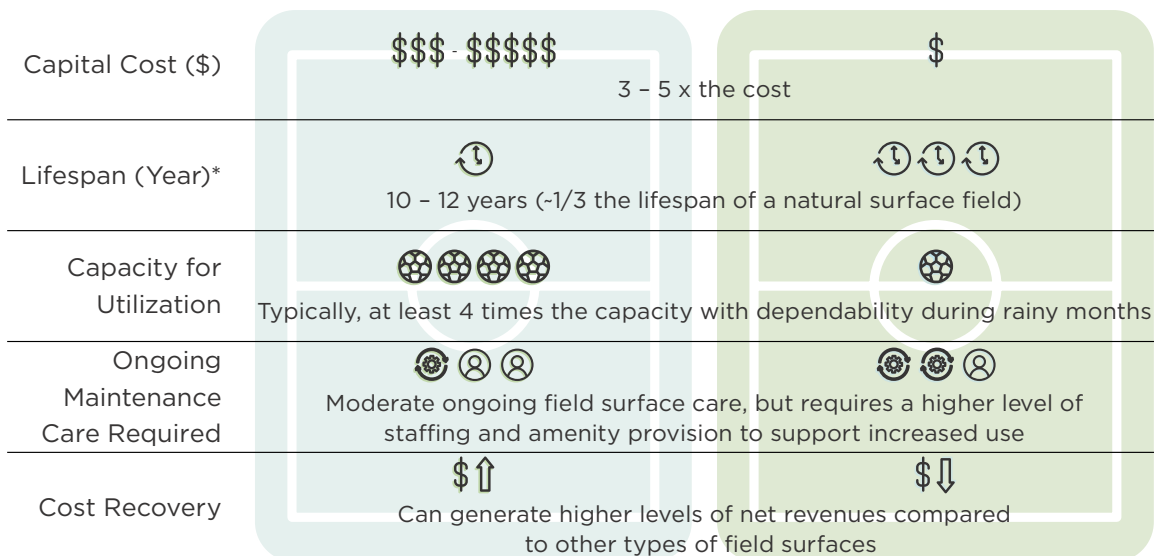 Capital Cost ($)
$$$ - $$$$$
$
3 – 5 x the cost
Lifespan (Year)*
10 – 12 years (~1/3 the lifespan of a natural surface field)
Capacity for
Utilization
Typically, at least 4 times the capacity with dependability during rainy months
Ongoing
Maintenance
Care Required
Moderate ongoing field surface care, but requires a higher level of
staffing and amenity provision to support increased use
Cost Recovery
$
$
Can generate higher levels of net revenues compared
to other types of field surfaces